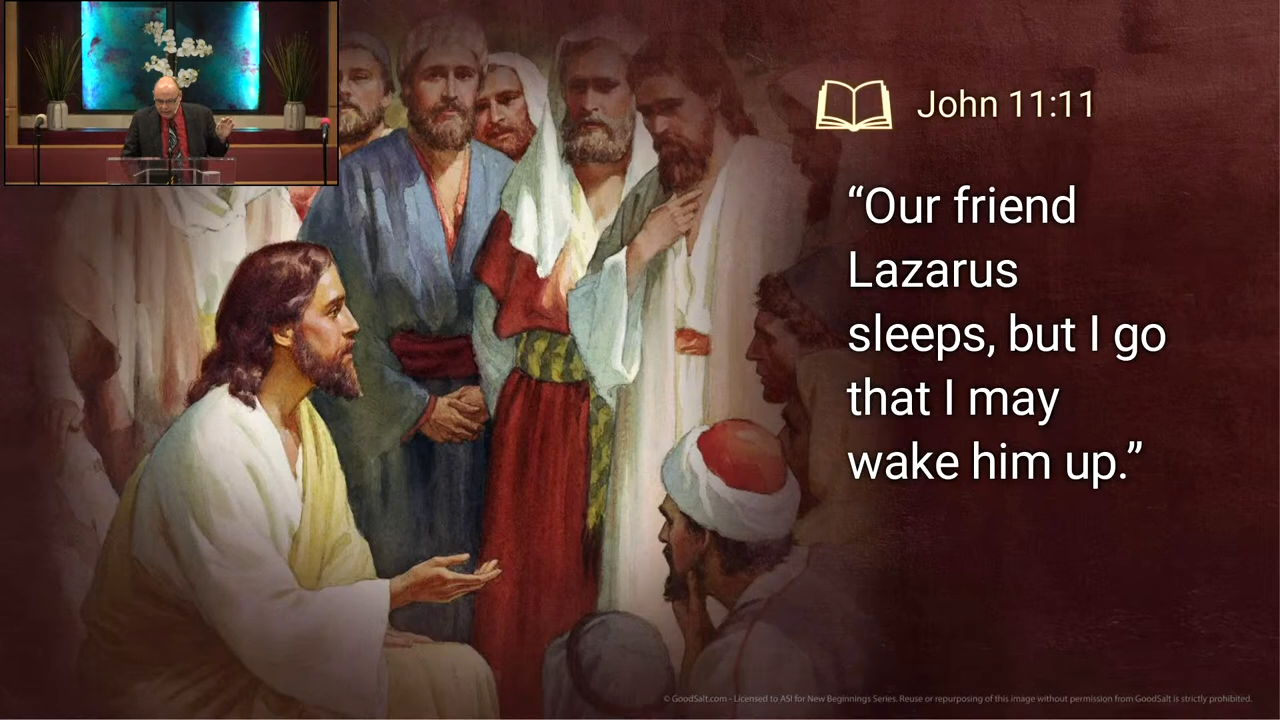 John 11:11
“Our friend
Lazarus
sleeps, but I go
that I may
wake him up.”
© GoodSalt.com - Licensed to ASI for New Beginnings Series. Reuse or repurposing of this image without permission from GoodSalt is strictly prohibited.